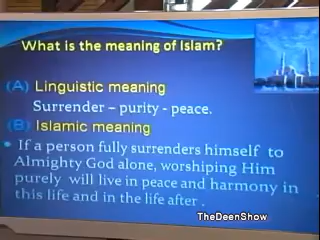 What is the meaning of Islam?
(A) Linguistic meaning
Surrender – purity - peace.
(B) Islamic meaning
• If a person fully surrenders himself to
Almighty God alone, worshiping Him
purely will live in peace and harmony in
this life and in the life after .
TheDeenShow